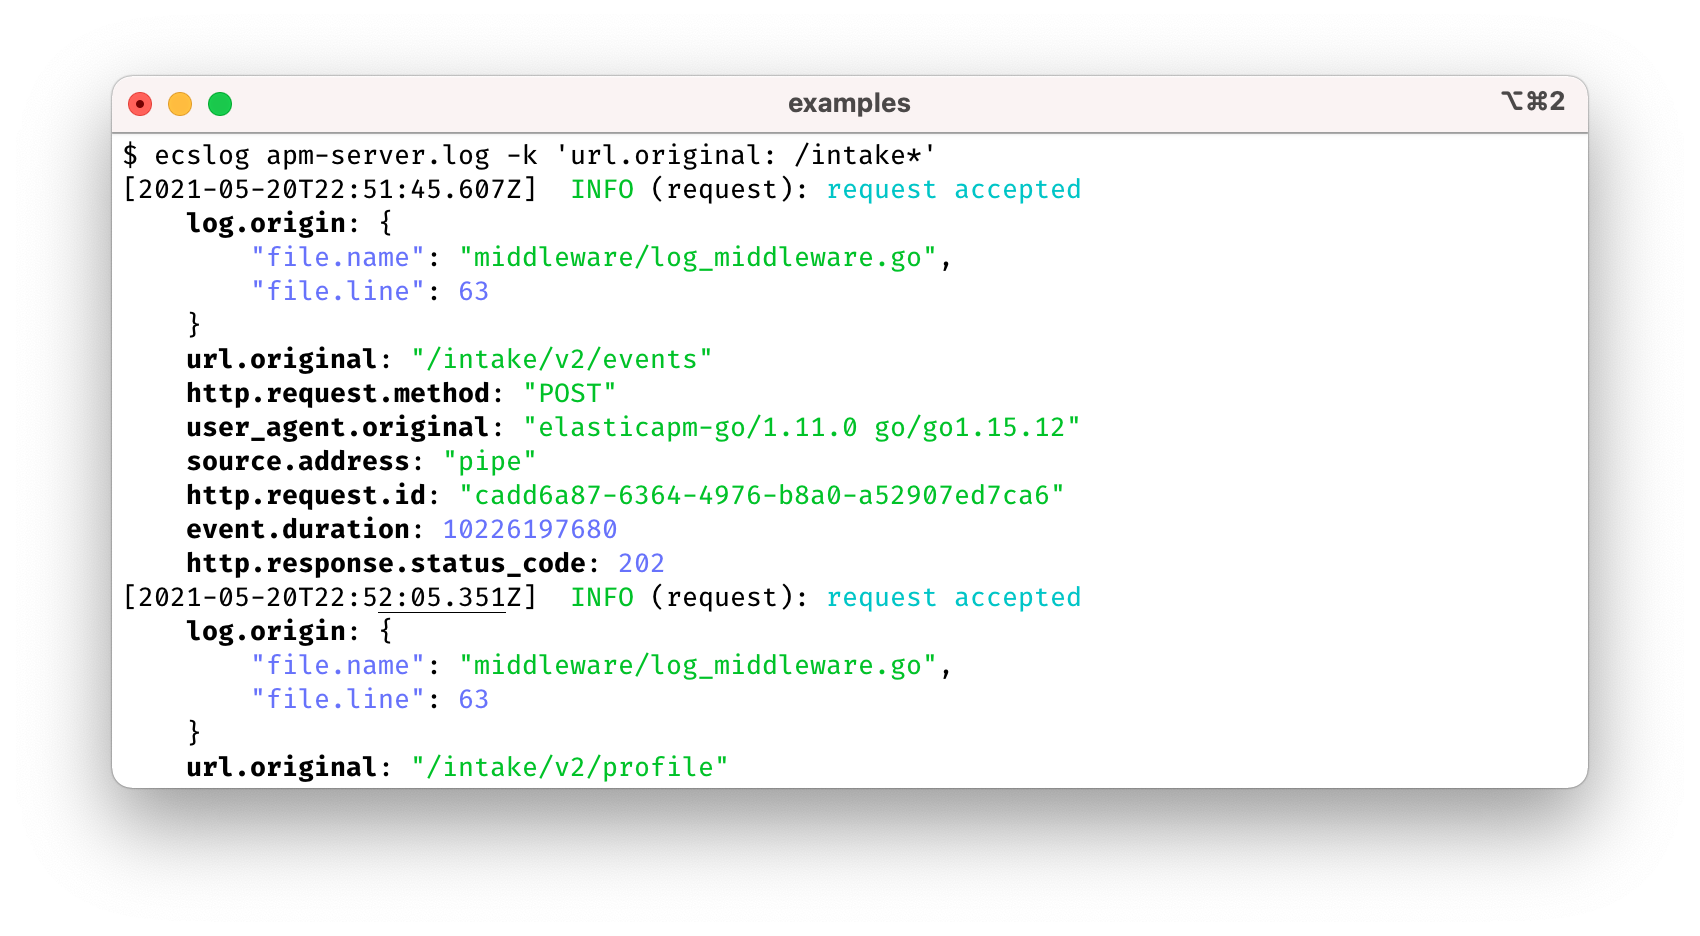 examples
⌥⌘2
$ ecslog apm-server.log -k 'url.original: /intake*'
[2021-05-20T22:51:45.607Z]  INFO (request): request accepted
    log.origin: {
        "file.name": "middleware/log_middleware.go",
        "file.line": 63
    }
    url.original: "/intake/v2/events"
    http.request.method: "POST"
    user_agent.original: "elasticapm-go/1.11.0 go/go1.15.12"
    source.address: "pipe"
    http.request.id: "cadd6a87-6364-4976-b8a0-a52907ed7ca6"
    event.duration: 10226197680
    http.response.status_code: 202
[2021-05-20T22:52:05.351Z]  INFO (request): request accepted
    log.origin: {
        "file.name": "middleware/log_middleware.go",
        "file.line": 63
    }
    url.original: "/intake/v2/profile"